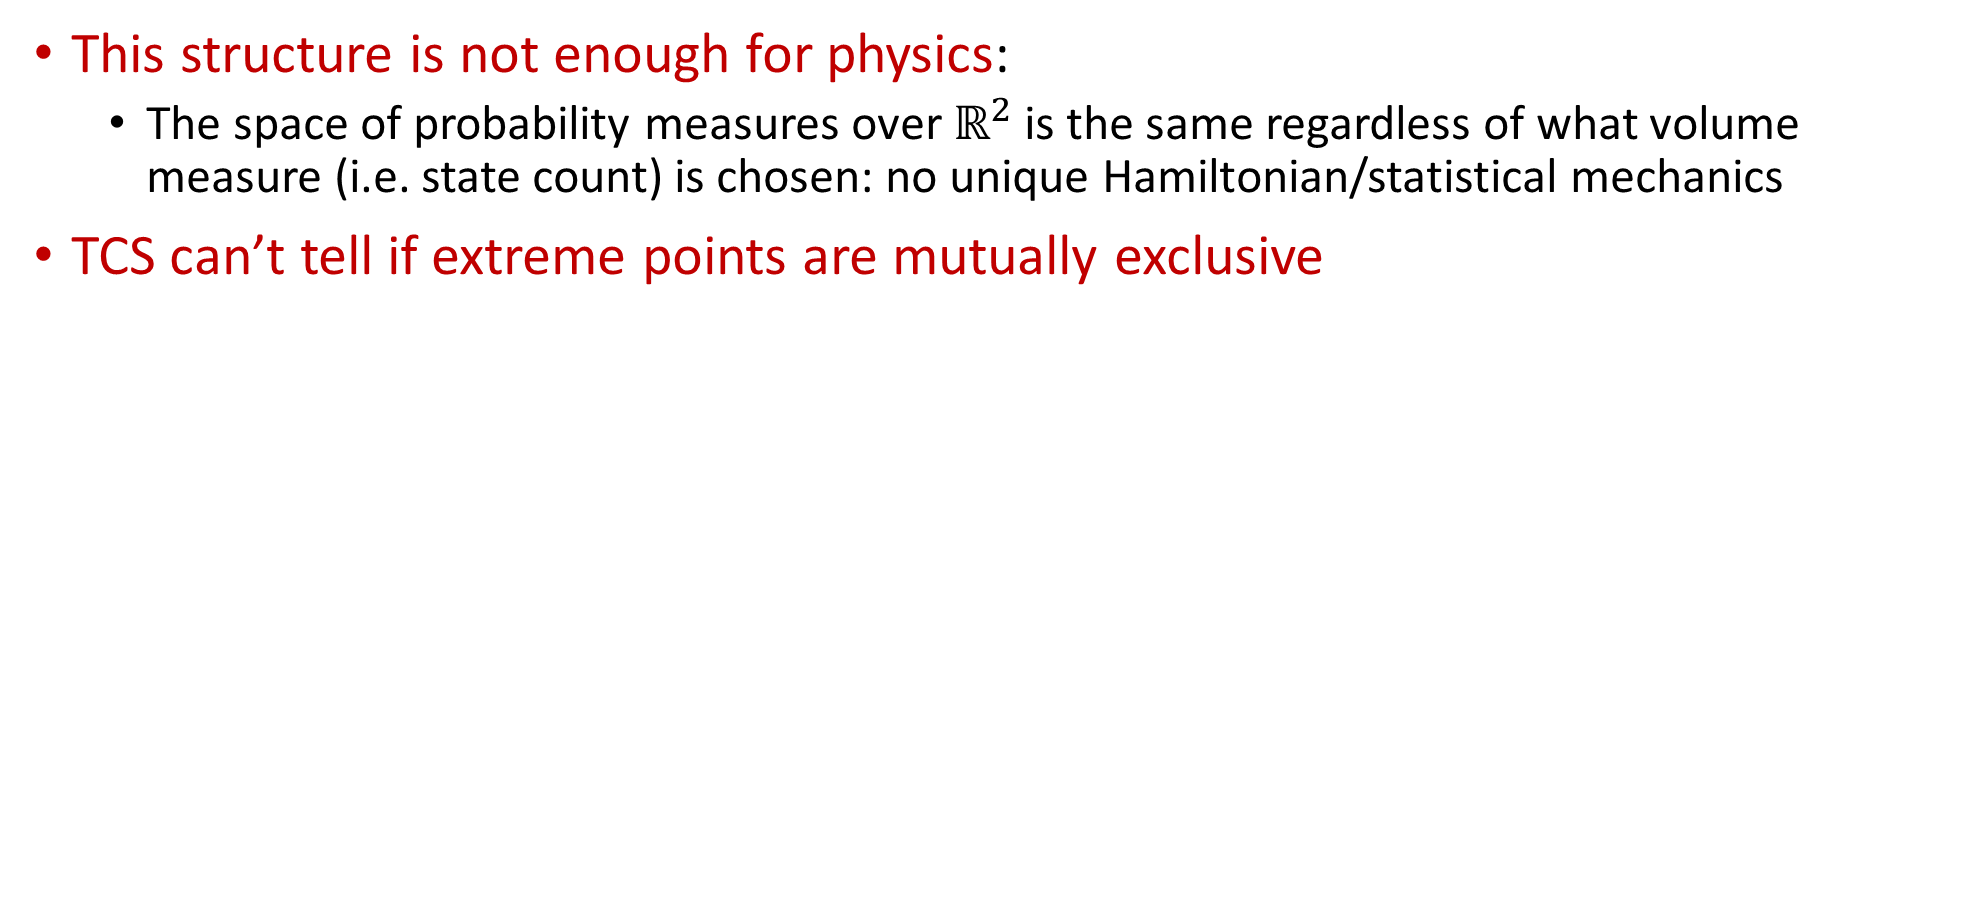 • This structure is not enough for physics:
• The space of probability measures over ℝ² is the same regardless of what volume
measure (i.e. state count) is chosen: no unique Hamiltonian/statistical mechanics
• TCS can’t tell if extreme points are mutually exclusive